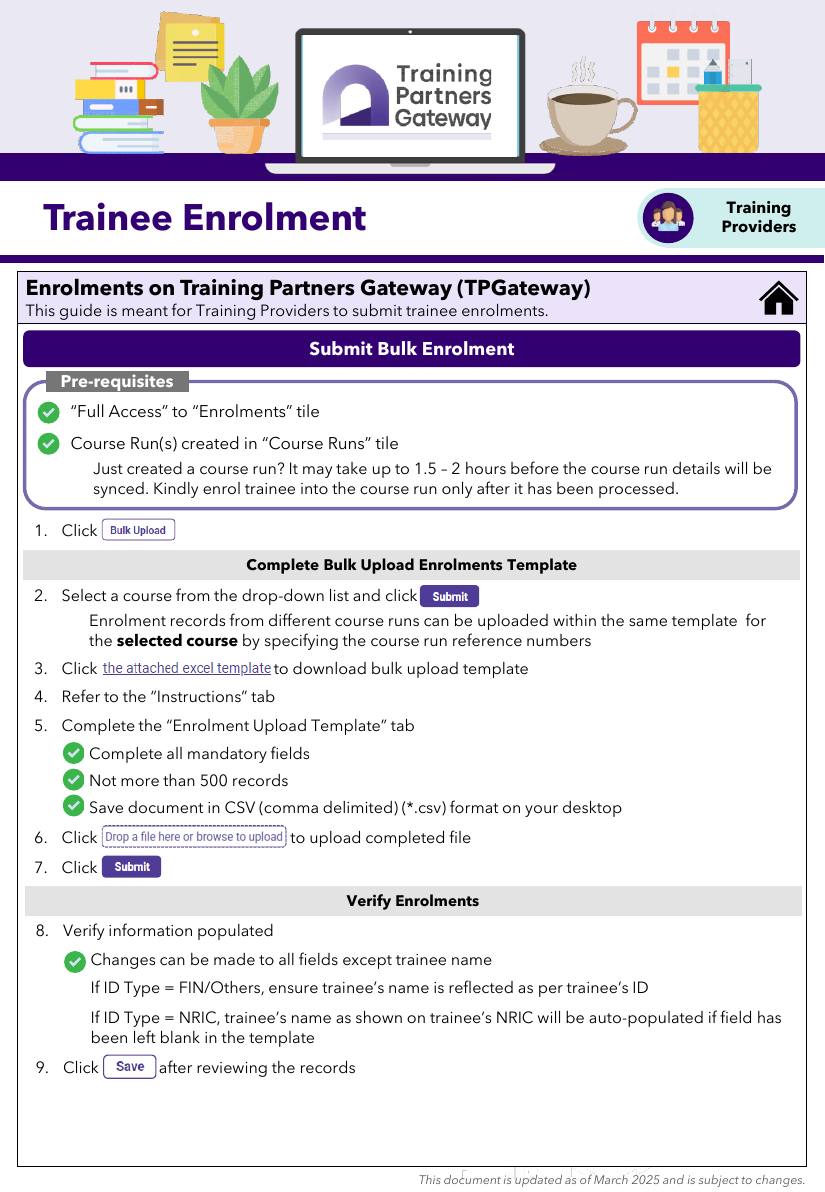 Training
Partners
Gateway
Trainee Enrolment
Training
Providers
Enrolments on Training Partners Gateway (TPGateway)
This guide is meant for Training Providers to submit trainee enrolments.
Submit Bulk Enrolment
Pre-requisites
“Full Access” to “Enrolments” tile
Course Run(s) created in “Course Runs” tile
Just created a course run? It may take up to 1.5 – 2 hours before the course run details will be
synced. Kindly enrol trainee into the course run only after it has been processed.
1. Click Bulk Upload
Complete Bulk Upload Enrolments Template
2. Select a course from the drop-down list and click Submit
Enrolment records from different course runs can be uploaded within the same template for
the selected course by specifying the course run reference numbers
3. Click the attached excel template to download bulk upload template
4. Refer to the “Instructions” tab
5. Complete the “Enrolment Upload Template” tab
Complete all mandatory fields
Not more than 500 records
Save document in CSV (comma delimited) (*.csv) format on your desktop
6. Click Drop a file here or browse to upload to upload completed file
7. Click Submit
Verify Enrolments
8. Verify information populated
Changes can be made to all fields except trainee name
If ID Type = FIN/Others, ensure trainee’s name is reflected as per trainee’s ID
If ID Type = NRIC, trainee’s name as shown on trainee’s NRIC will be auto-populated if field has
been left blank in the template
9. Click Save after reviewing the records
This document is updated as of March 2025 and is subject to changes.